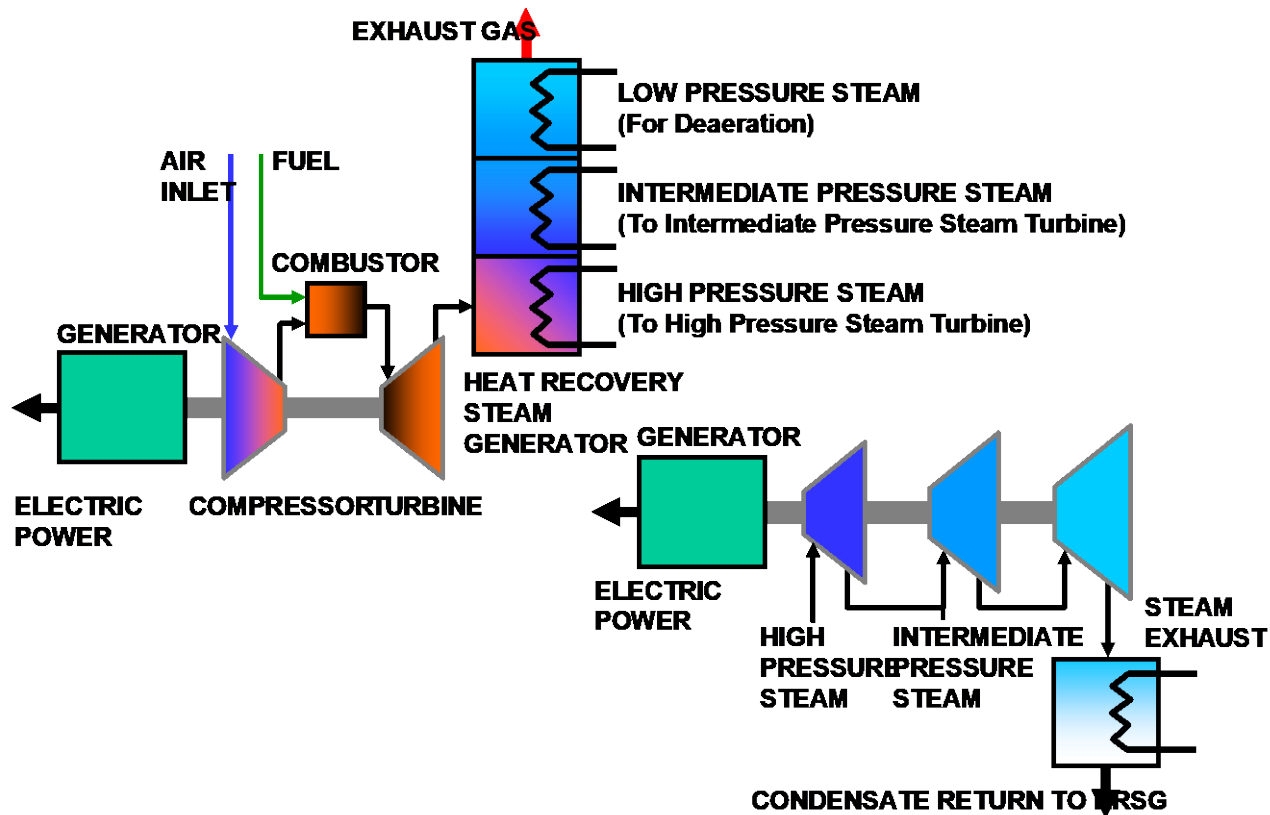 EXHAUST GAS
LOW PRESSURE STEAM
(For Deaeration)
AIR
INLET
FUEL
INTERMEDIATE PRESSURE STEAM
(To Intermediate Pressure Steam Turbine)
COMBUSTOR
HIGH PRESSURE STEAM
(To High Pressure Steam Turbine)
GENERATOR
HEAT RECOVERY
STEAM
GENERATOR
ELECTRIC
POWER
COMPRESSOR
TURBINE
GENERATOR
ELECTRIC
POWER
HIGH
PRESSURE
STEAM
INTERMEDIATE
PRESSURE
STEAM
STEAM
EXHAUST
CONDENSATE RETURN TO HRSG